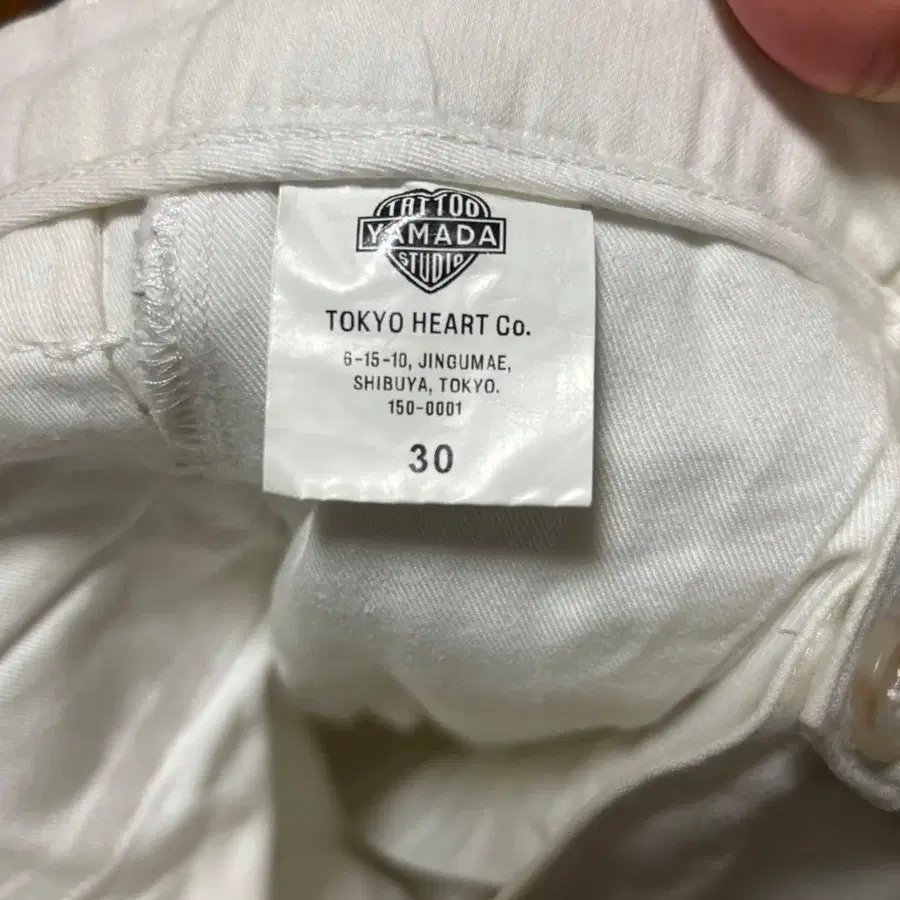 TATTOO
YAMADA
STUDIO
TOKYO HEART Co.
6-15-10, JINGUMAE,
SHIBUYA, TOKYO.
150-0001
30